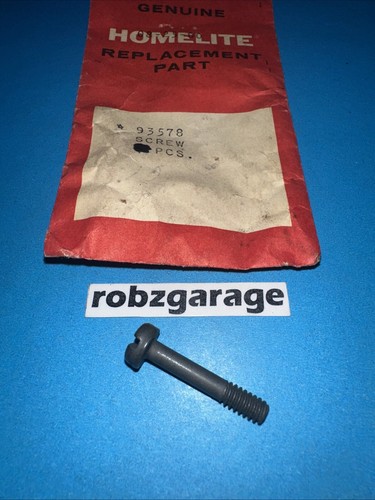 GENUINE
HOMELITE
REPLACEMENT
PART
93578
SCREW
PCS.
robzgarage